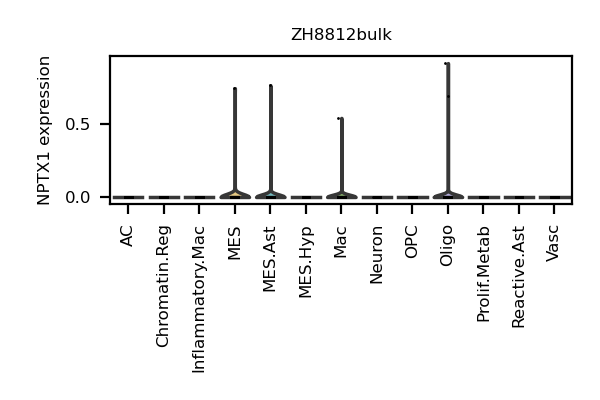 ZH8812bulk
NPTX1 expression
0.5
0.0
AC
Chromatin.Reg
Inflammatory.Mac
MES
MES.Ast
MES.Hyp
Mac
Neuron
OPC
Oligo
Prolif.Metab
Reactive.Ast
Vasc